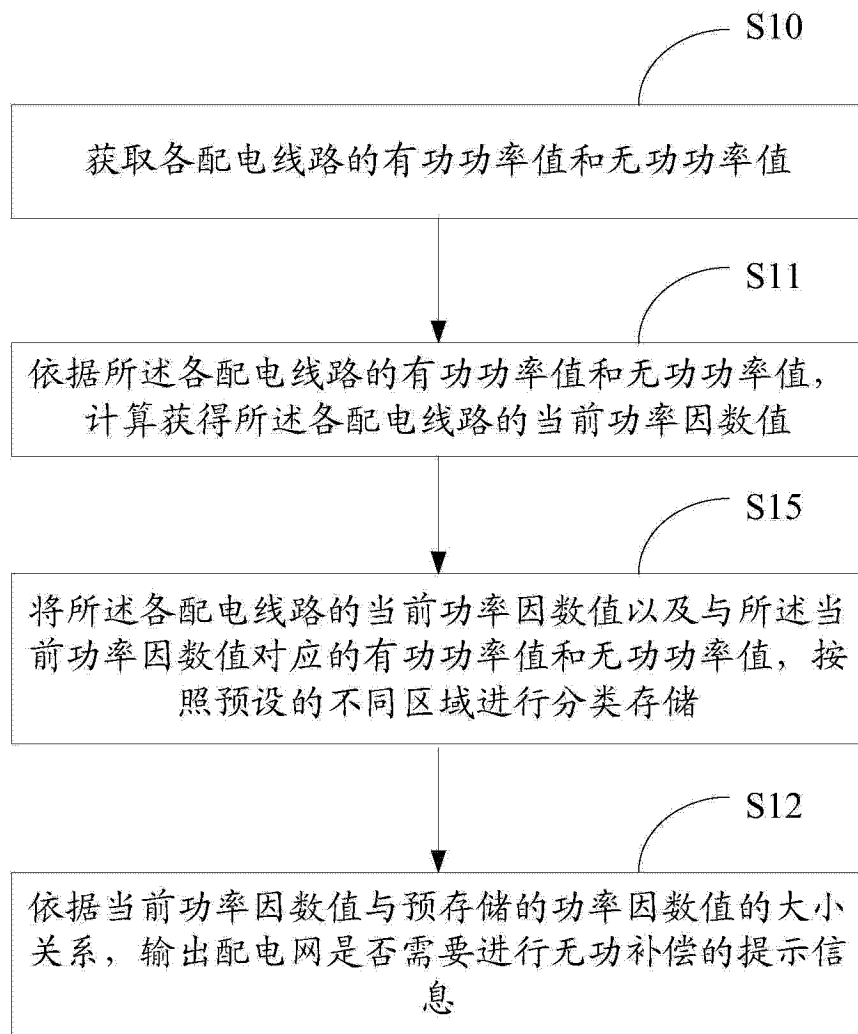 S10
获取各配电线路的有功功率值和无功功率值
S11
依据所述各配电线路的有功功率值和无功功率值，
计算获得所述各配电线路的当前功率因数值
S15
将所述各配电线路的当前功率因数值以及与所述当
前功率因数值对应的有功功率值和无功功率值，按
照预设的不同区域进行分类存储
S12
依据当前功率因数值与预存储的功率因数值的大小
关系，输出配电网是否需要进行无功补偿的提示信
息